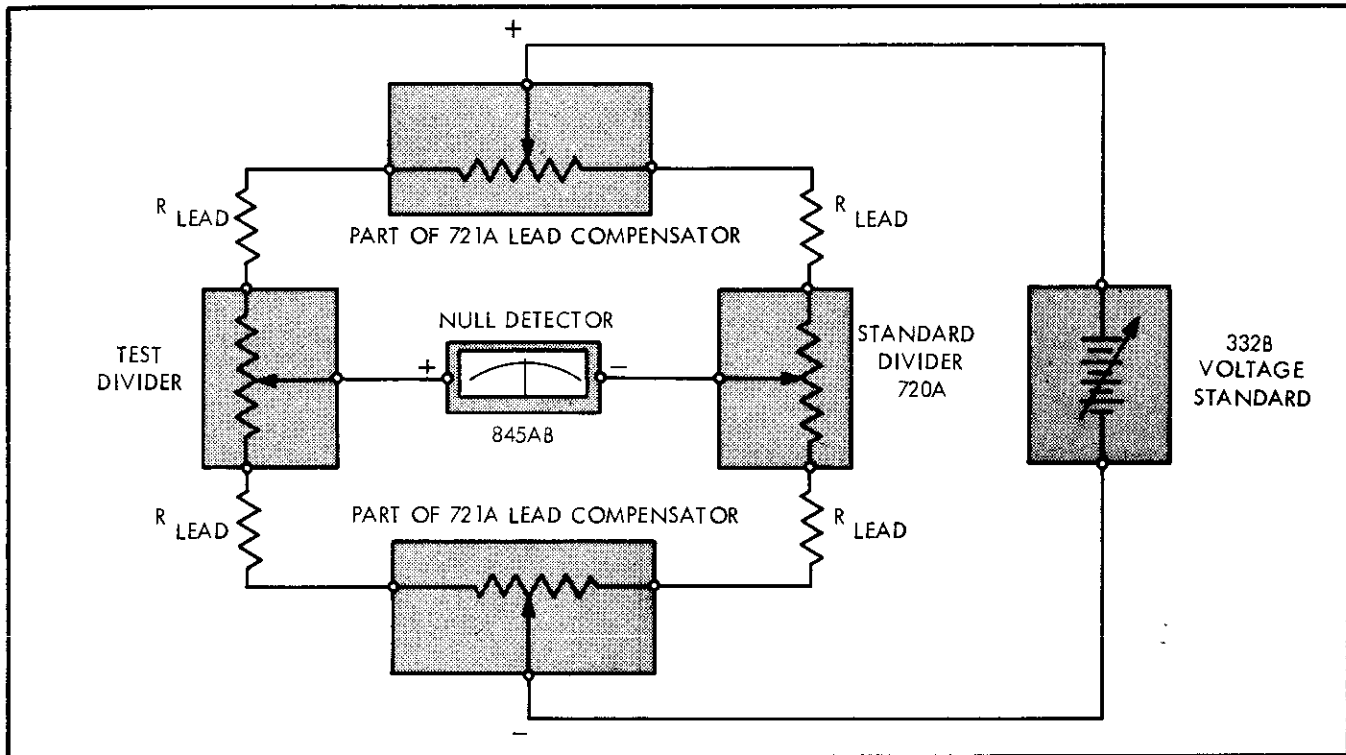 +
R LEAD
R LEAD
PART OF 721A LEAD COMPENSATOR
TEST
DIVIDER
NULL DETECTOR
+
−
845AB
STANDARD
DIVIDER
720A
332B
VOLTAGE
STANDARD
R LEAD
PART OF 721A LEAD COMPENSATOR
R LEAD
−